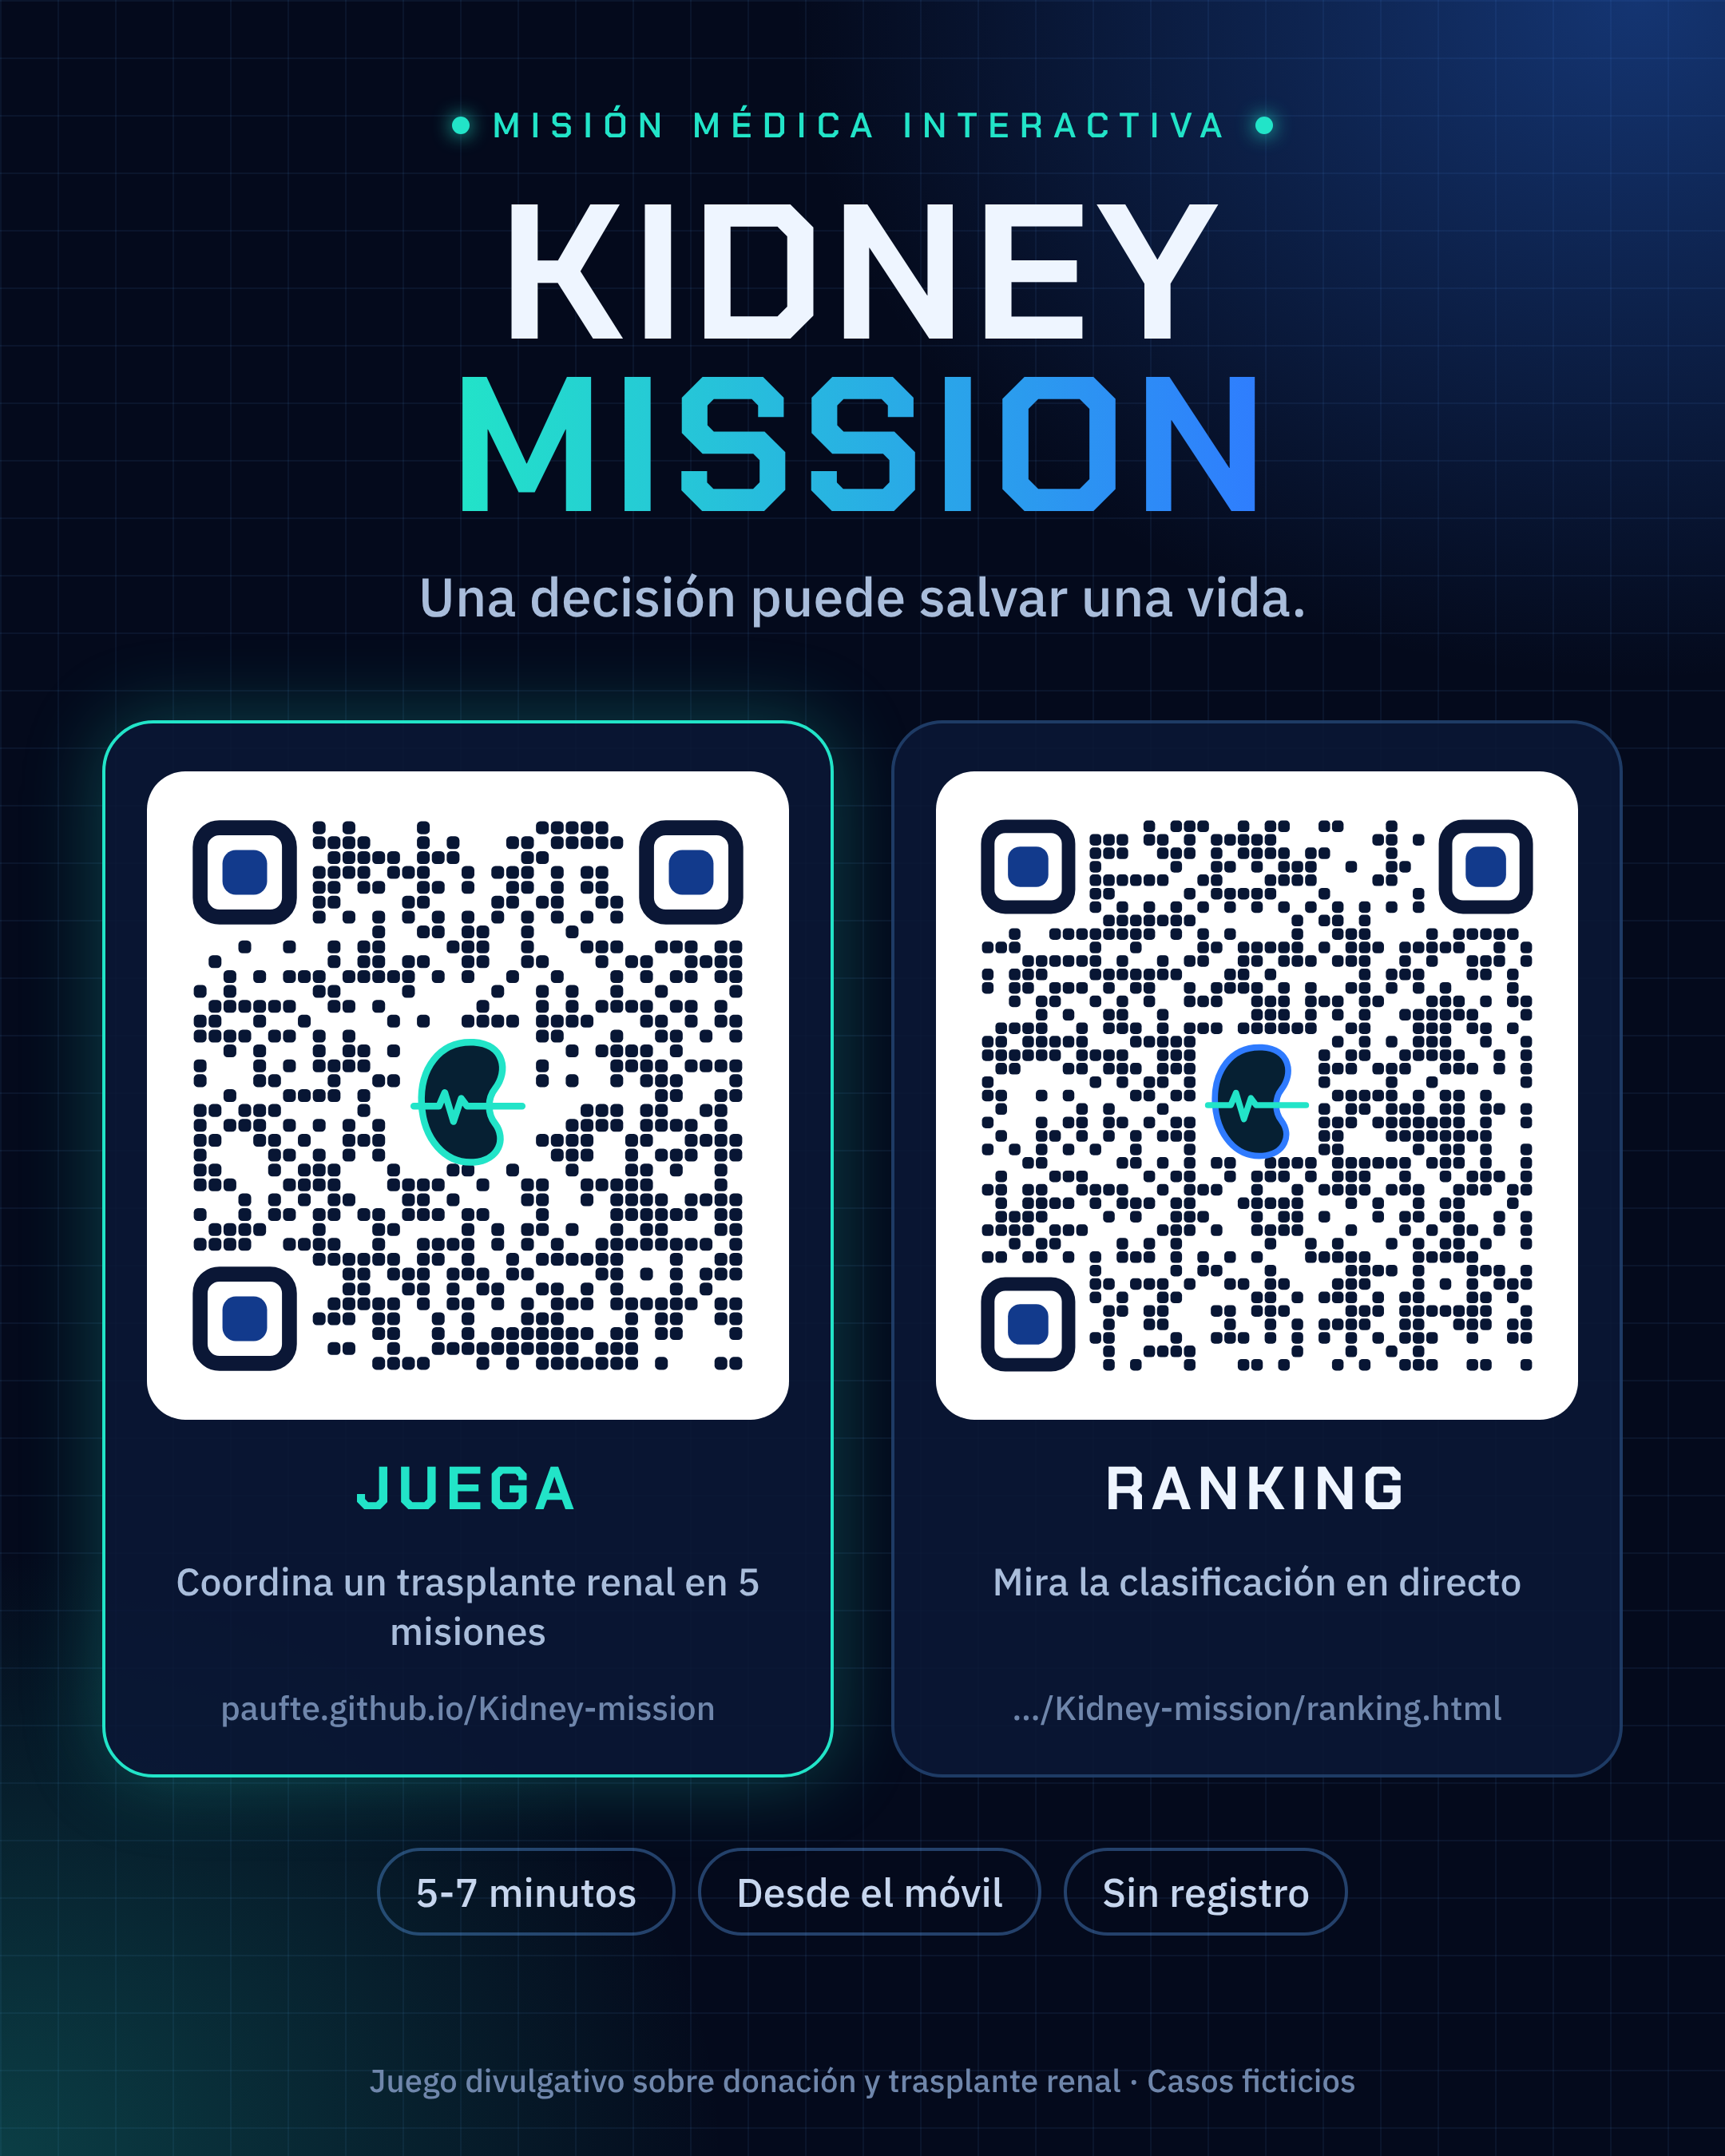 MISIÓN MÉDICA INTERACTIVA
KIDNEY
MISSION
Una decisión puede salvar una vida.
JUEGA
Coordina un trasplante renal en 5
misiones
paufte.github.io/Kidney-mission
RANKING
Mira la clasificación en directo
.../Kidney-mission/ranking.html
5-7 minutos
Desde el móvil
Sin registro
Juego divulgativo sobre donación y trasplante renal · Casos ficticios